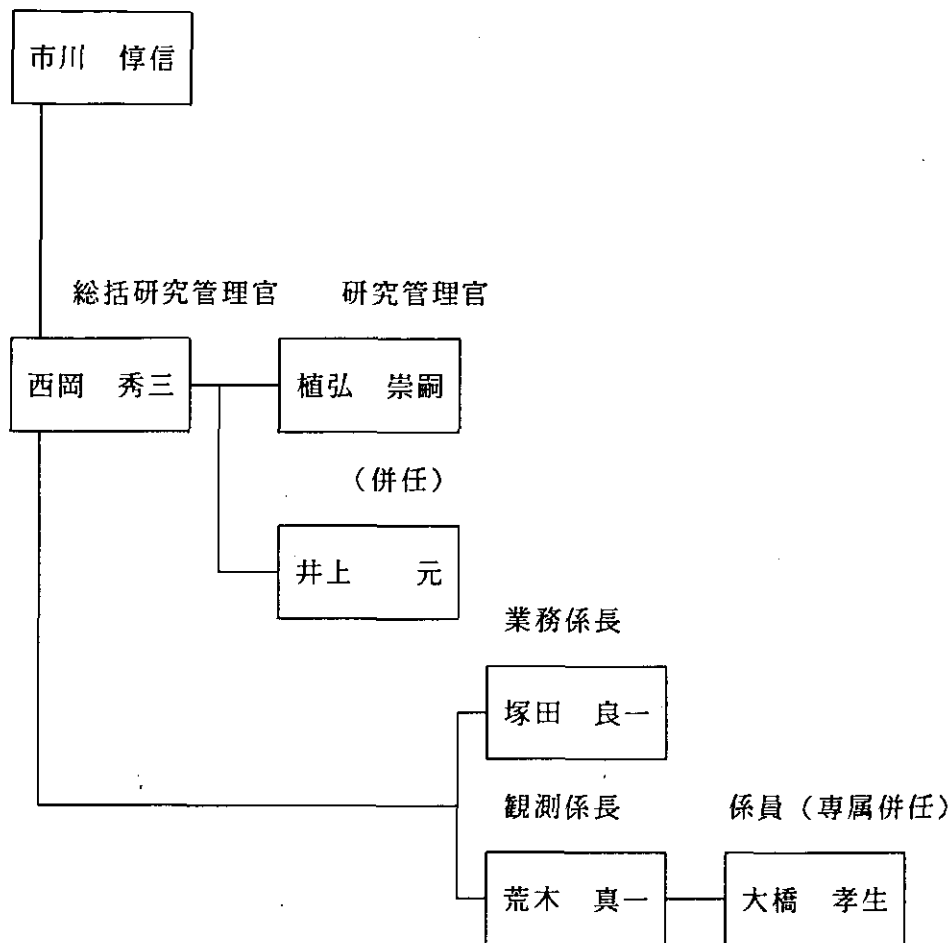 市川 惇信
総括研究管理官 研究管理官
西岡 秀三 植弘 崇嗣
（併任）
井上 元
業務係長
塚田 良一
観測係長 係員（専属併任）
荒木 真一 大橋 孝生